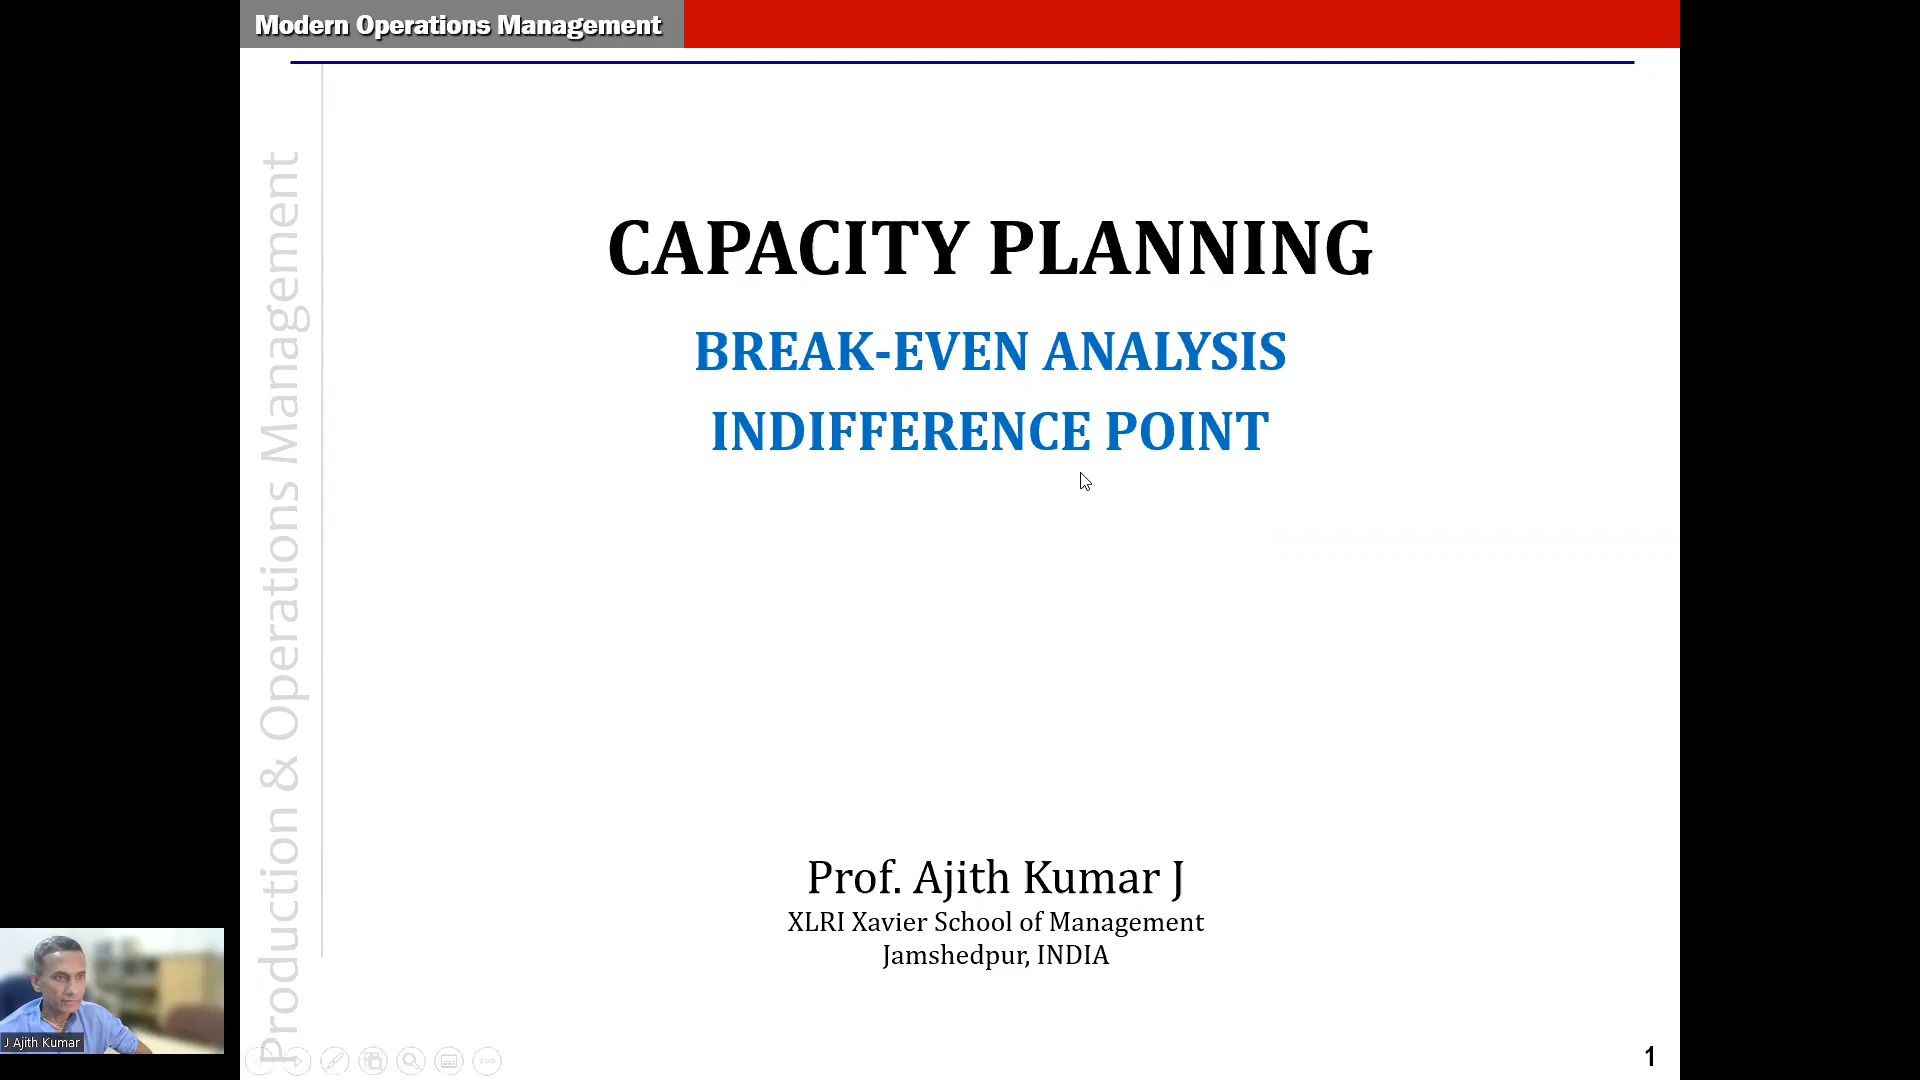 Modern Operations Management
Production & Operations Management
CAPACITY PLANNING
BREAK-EVEN ANALYSIS
INDIFFERENCE POINT
Prof. Ajith Kumar J
XLRI Xavier School of Management
Jamshedpur, INDIA
J Ajith Kumar
1